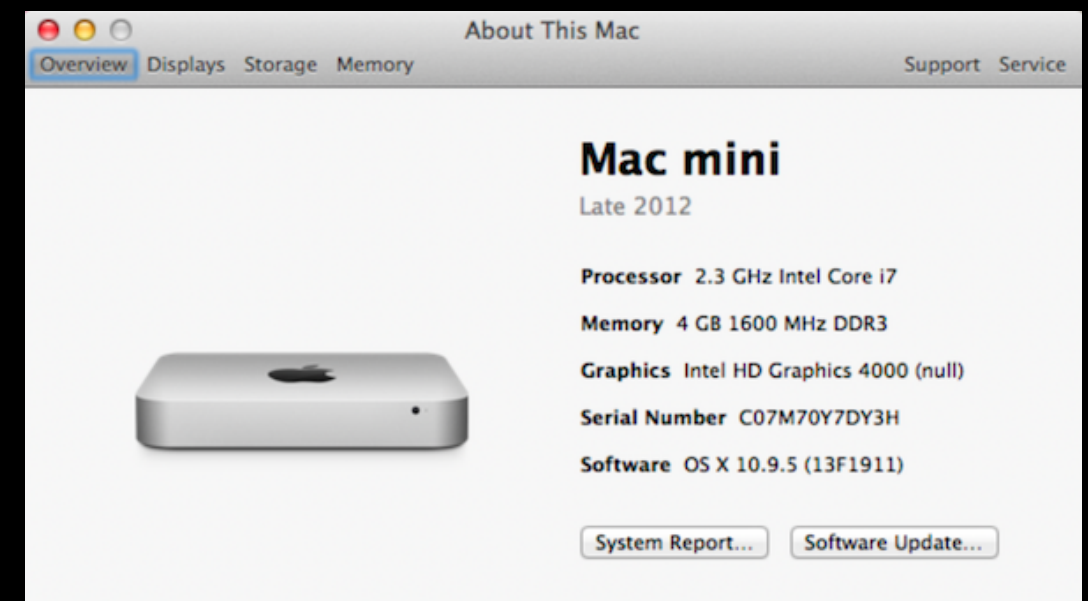 About This Mac
Overview Displays Storage Memory Support Service
Mac mini
Late 2012
Processor 2.3 GHz Intel Core i7
Memory 4 GB 1600 MHz DDR3
Graphics Intel HD Graphics 4000 (null)
Serial Number C07M70Y7DY3H
Software OS X 10.9.5 (13F1911)
System Report... Software Update...